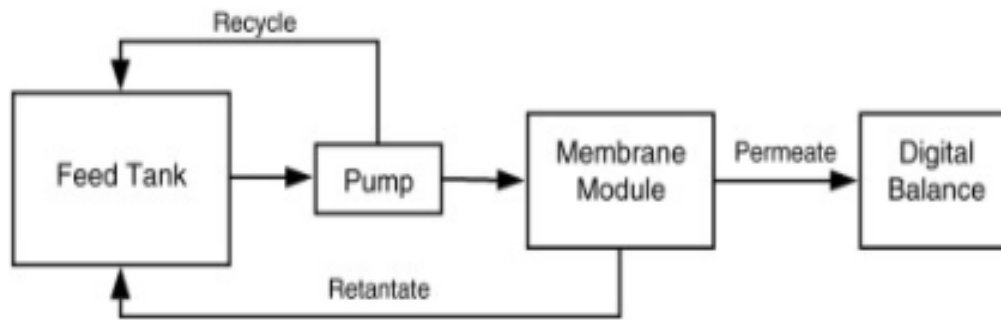 Recycle
Feed Tank
Pump
Membrane
Module
Permeate
Digital
Balance
Retantate